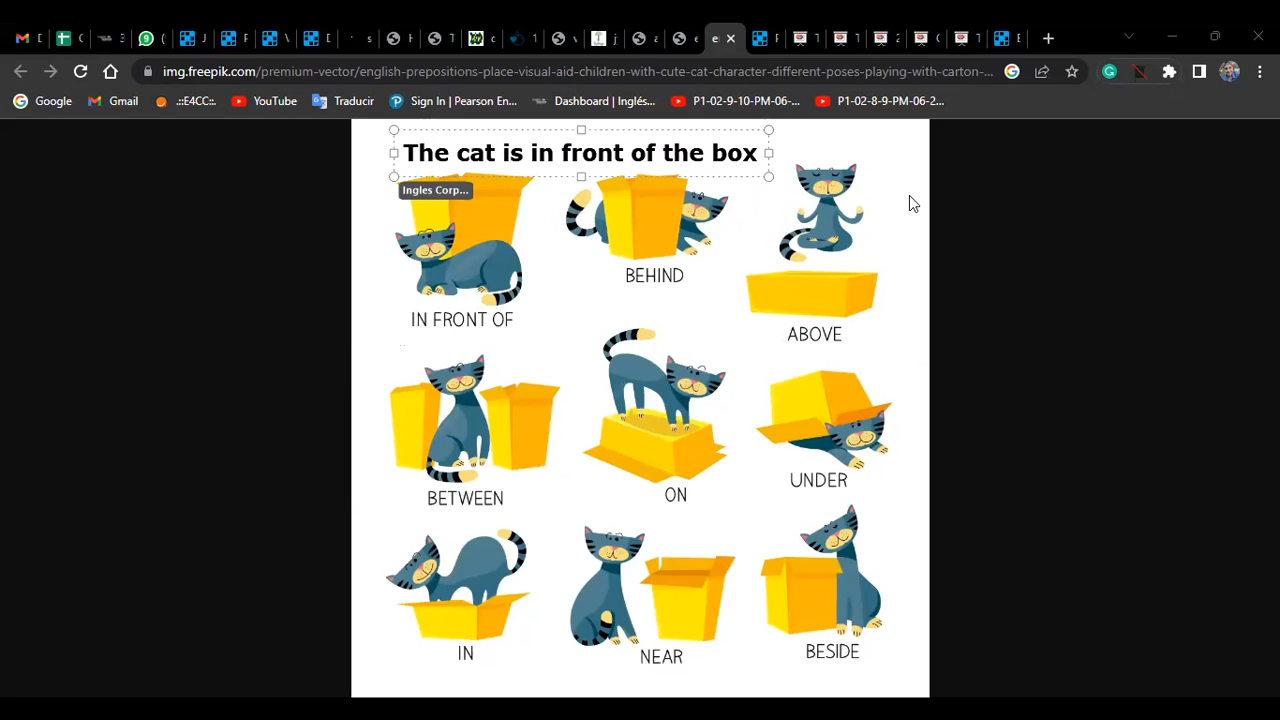 img.freepik.com/premium-vector/english-prepositions-place-visual-aid-children-with-cute-cat-character-different-poses-playing-with-carton-...
Google Gmail .::E4CC::. YouTube Traducir Sign In | Pearson En... Dashboard | Inglés... P1-02-9-10-PM-06-... P1-02-8-9-PM-06-2...
The cat is in front of the box
Ingles Corp...
IN FRONT OF
BEHIND
ABOVE
BETWEEN
ON
UNDER
IN
NEAR
BESIDE